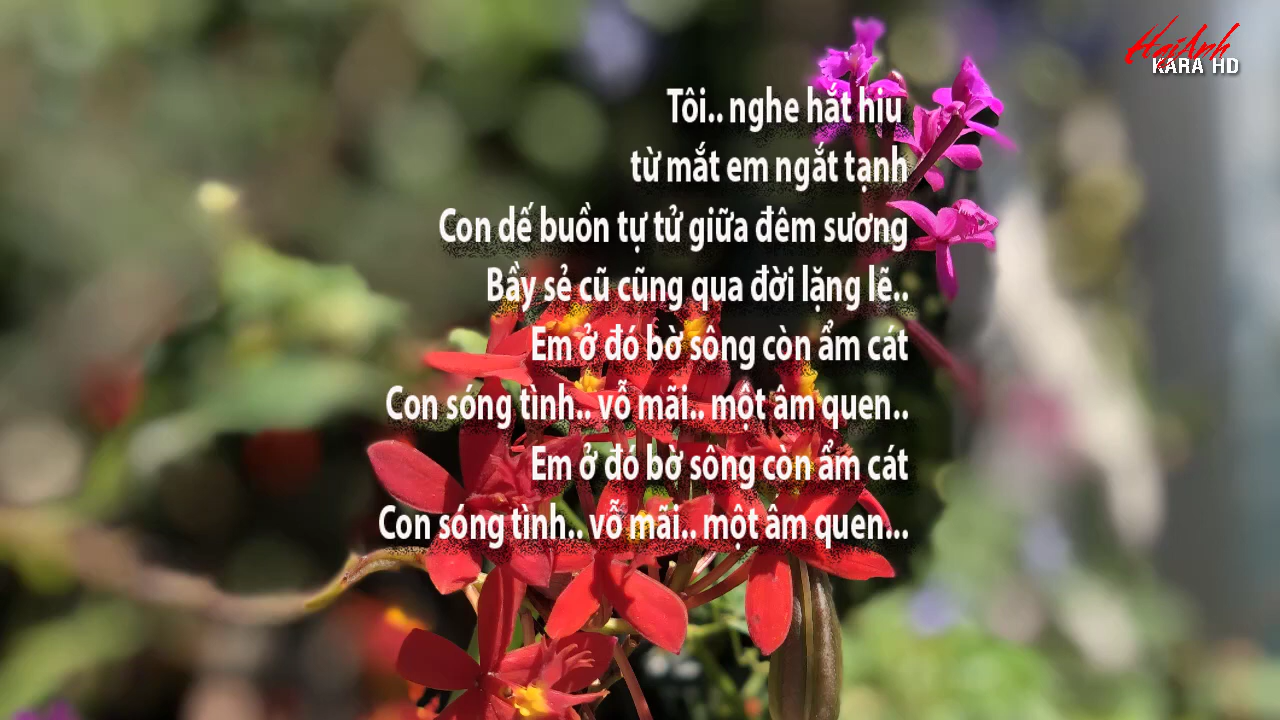 HaiAnh
KARA HD
Tôi.. nghe hắt hiu
từ mắt em ngắt tạnh
Con dế buồn tự tử giữa đêm sương
Bầy sẻ cũ cũng qua đời lặng lẽ..
Em ở đó bờ sông còn ẩm cát
Con sóng tình.. vỗ mãi.. một âm quen..
Em ở đó bờ sông còn ẩm cát
Con sóng tình.. vỗ mãi.. một âm quen...